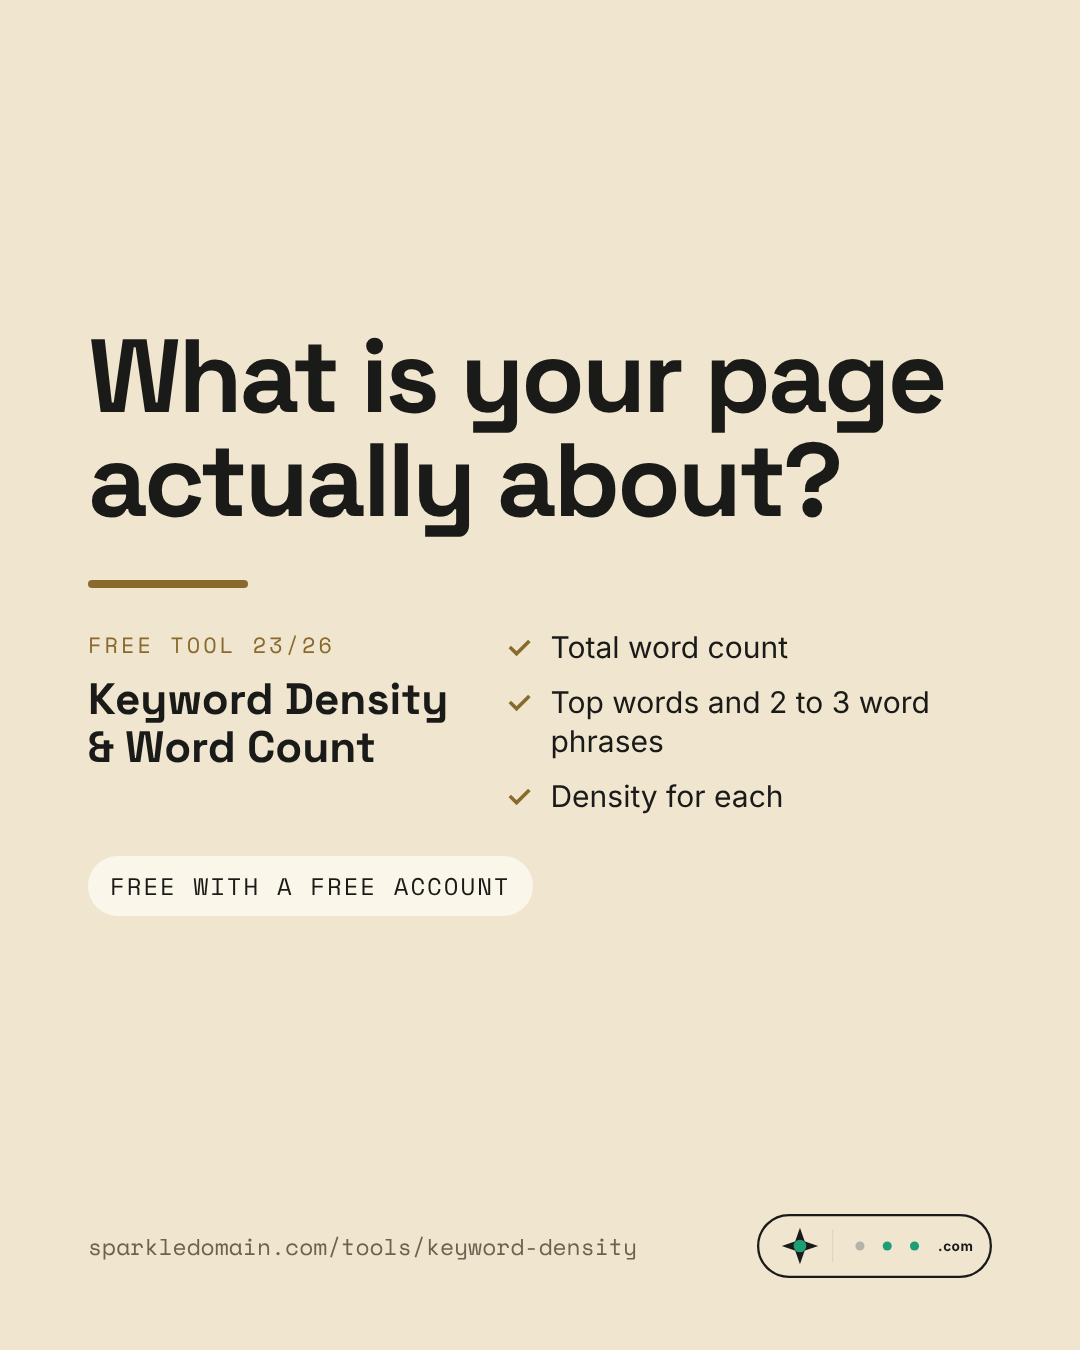 What is your page
actually about?
FREE TOOL 23/26
Keyword Density
& Word Count
Total word count
Top words and 2 to 3 word
phrases
Density for each
FREE WITH A FREE ACCOUNT
sparkledomain.com/tools/keyword-density
.com